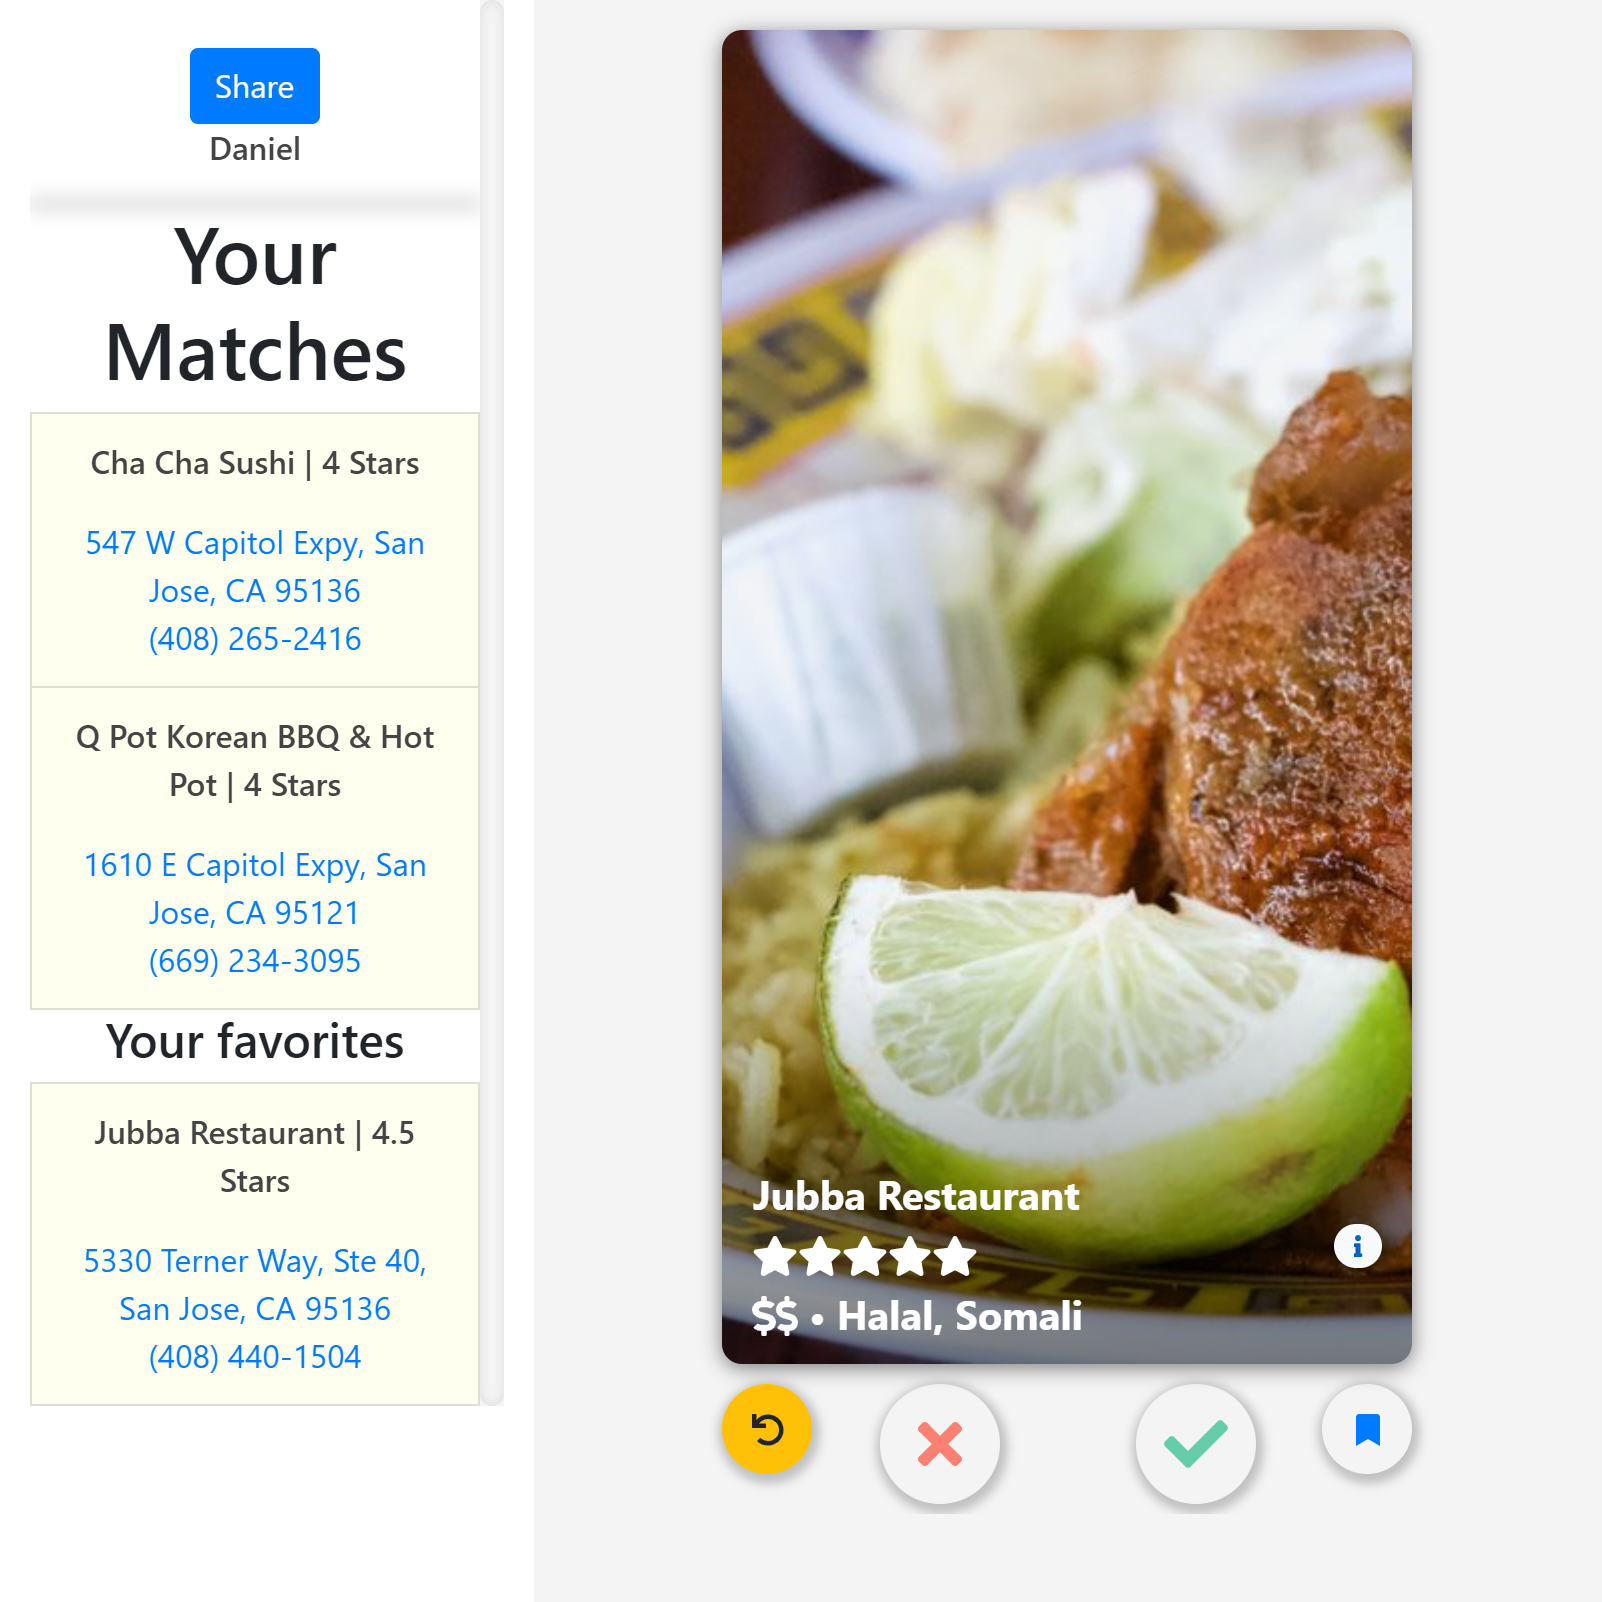 Share
Daniel
Your
Matches
Cha Cha Sushi | 4 Stars
547 W Capitol Expy, San
Jose, CA 95136
(408) 265-2416
Q Pot Korean BBQ & Hot
Pot | 4 Stars
1610 E Capitol Expy, San
Jose, CA 95121
(669) 234-3095
Your favorites
Jubba Restaurant | 4.5
Stars
5330 Terner Way, Ste 40,
San Jose, CA 95136
(408) 440-1504
Jubba Restaurant
$$ • Halal, Somali